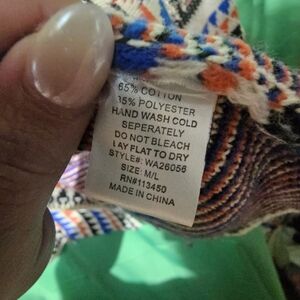 65% COTTON
35% POLYESTER
HAND WASH COLD
SEPERATELY
DO NOT BLEACH
LAY FLAT TO DRY
STYLE#: WA26056
SIZE: M/L
RN#113450
MADE IN CHINA